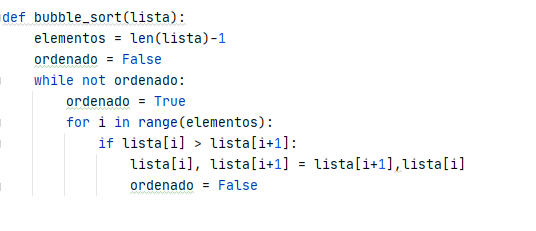 def bubble_sort(lista):
    elementos = len(lista)-1
    ordenado = False
    while not ordenado:
        ordenado = True
        for i in range(elementos):
            if lista[i] > lista[i+1]:
                lista[i], lista[i+1] = lista[i+1],lista[i]
                ordenado = False